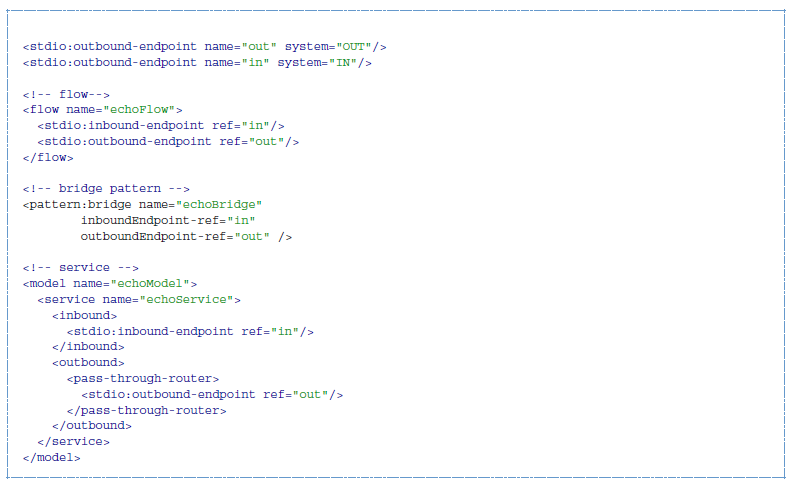 <stdio:outbound-endpoint name="out" system="OUT"/>
<stdio:outbound-endpoint name="in" system="IN"/>
<!-- flow-->
<flow name="echoFlow">
<stdio:inbound-endpoint ref="in"/>
<stdio:outbound-endpoint ref="out"/>
</flow>
<!-- bridge pattern -->
<pattern:bridge name="echoBridge"
inboundEndpoint-ref="in"
outboundEndpoint-ref="out" />
<!-- service -->
<model name="echoModel">
<service name="echoService">
<inbound>
<stdio:inbound-endpoint ref="in"/>
</inbound>
<outbound>
<pass-through-router>
<stdio:outbound-endpoint ref="out"/>
</pass-through-router>
</outbound>
</service>
</model>